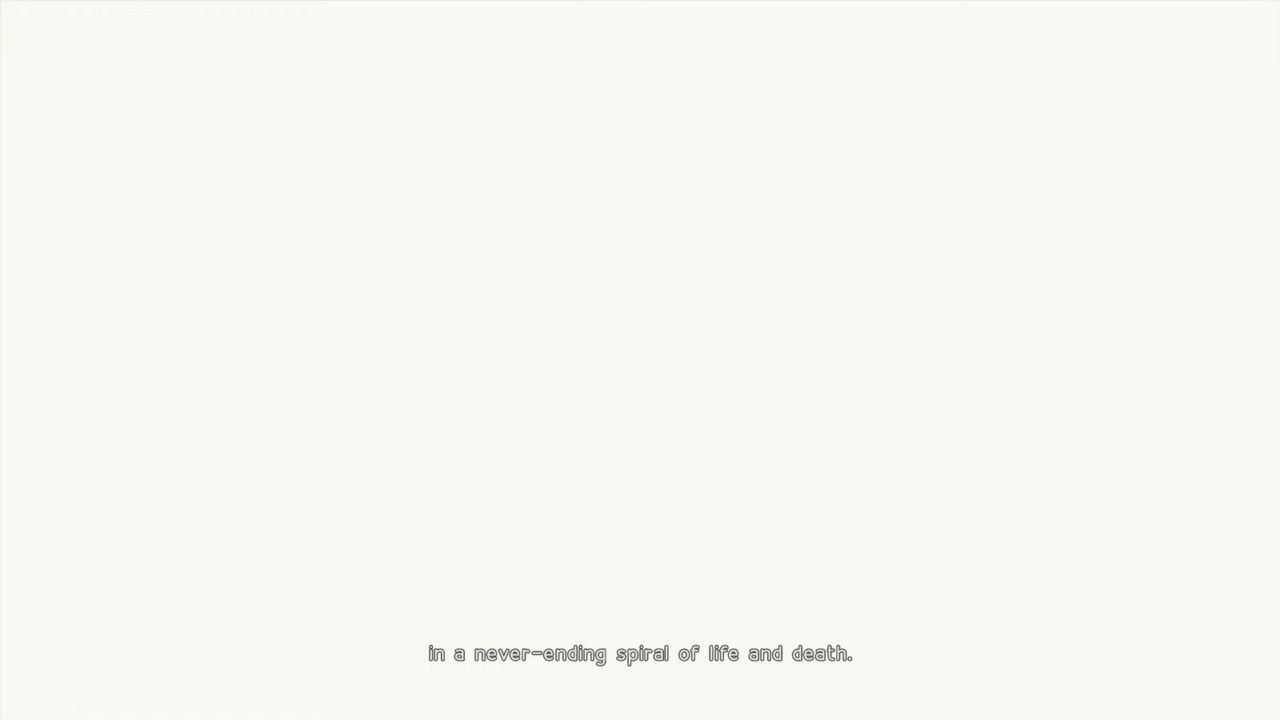 in a never-ending spiral of life and death.